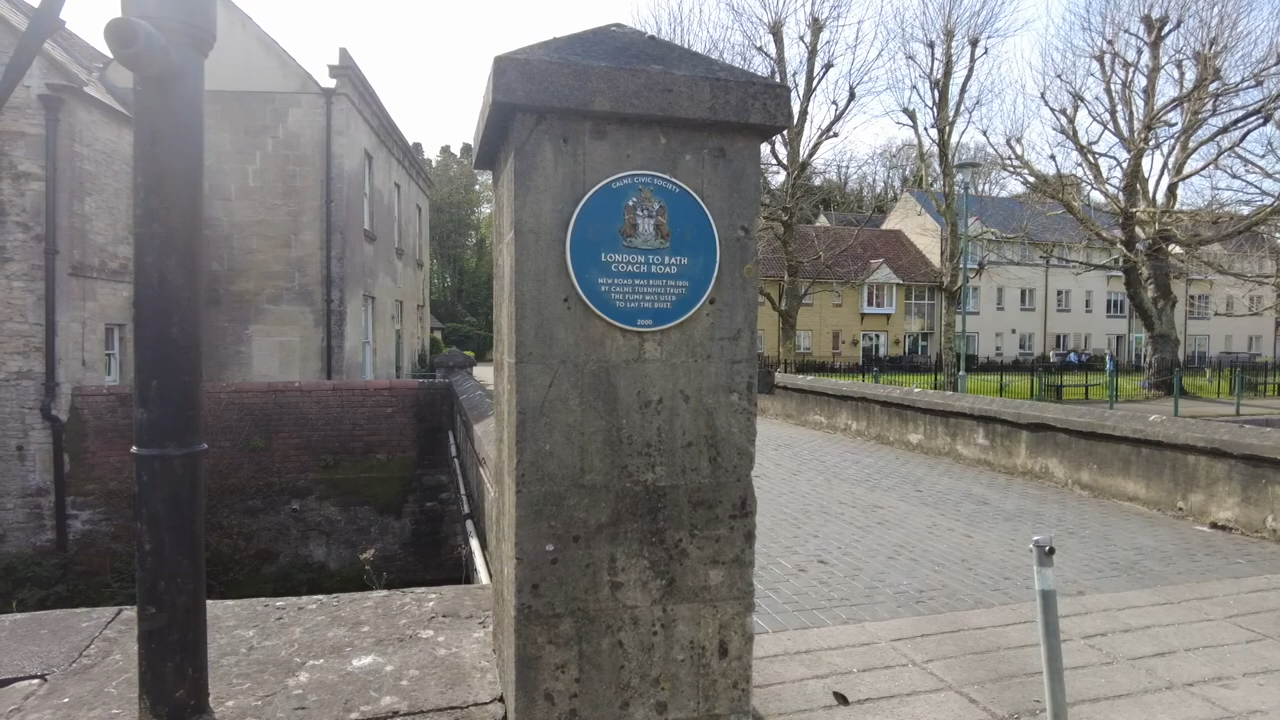 CALNE CIVIC SOCIETY
LONDON TO BATH
COACH ROAD
NEW ROAD WAS BUILT IN 1801
BY CALNE TURNPIKE TRUST.
THE PUMP WAS USED
TO LAY THE DUST.
2000